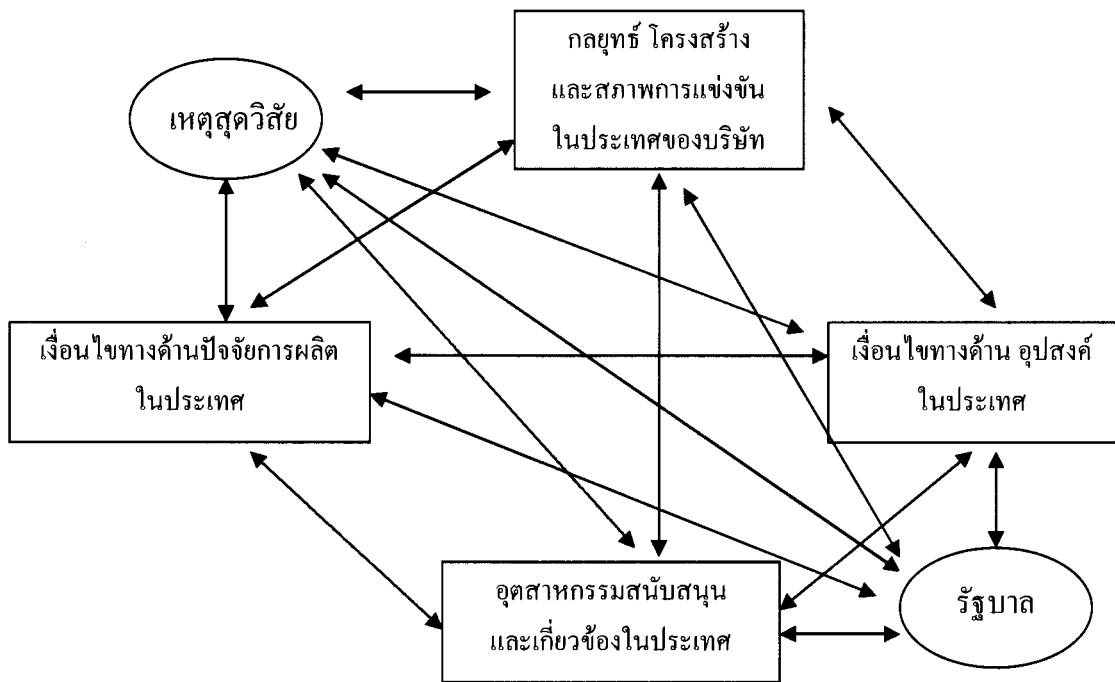 กลยุทธ์ โครงสร้าง
และสภาพการแข่งขัน
ในประเทศของบริษัท
เหตุสุดวิสัย
เงื่อนไขทางด้านปัจจัยการผลิต
ในประเทศ
เงื่อนไขทางด้าน อุปสงค์
ในประเทศ
อุตสาหกรรมสนับสนุน
และเกี่ยวข้องในประเทศ
รัฐบาล